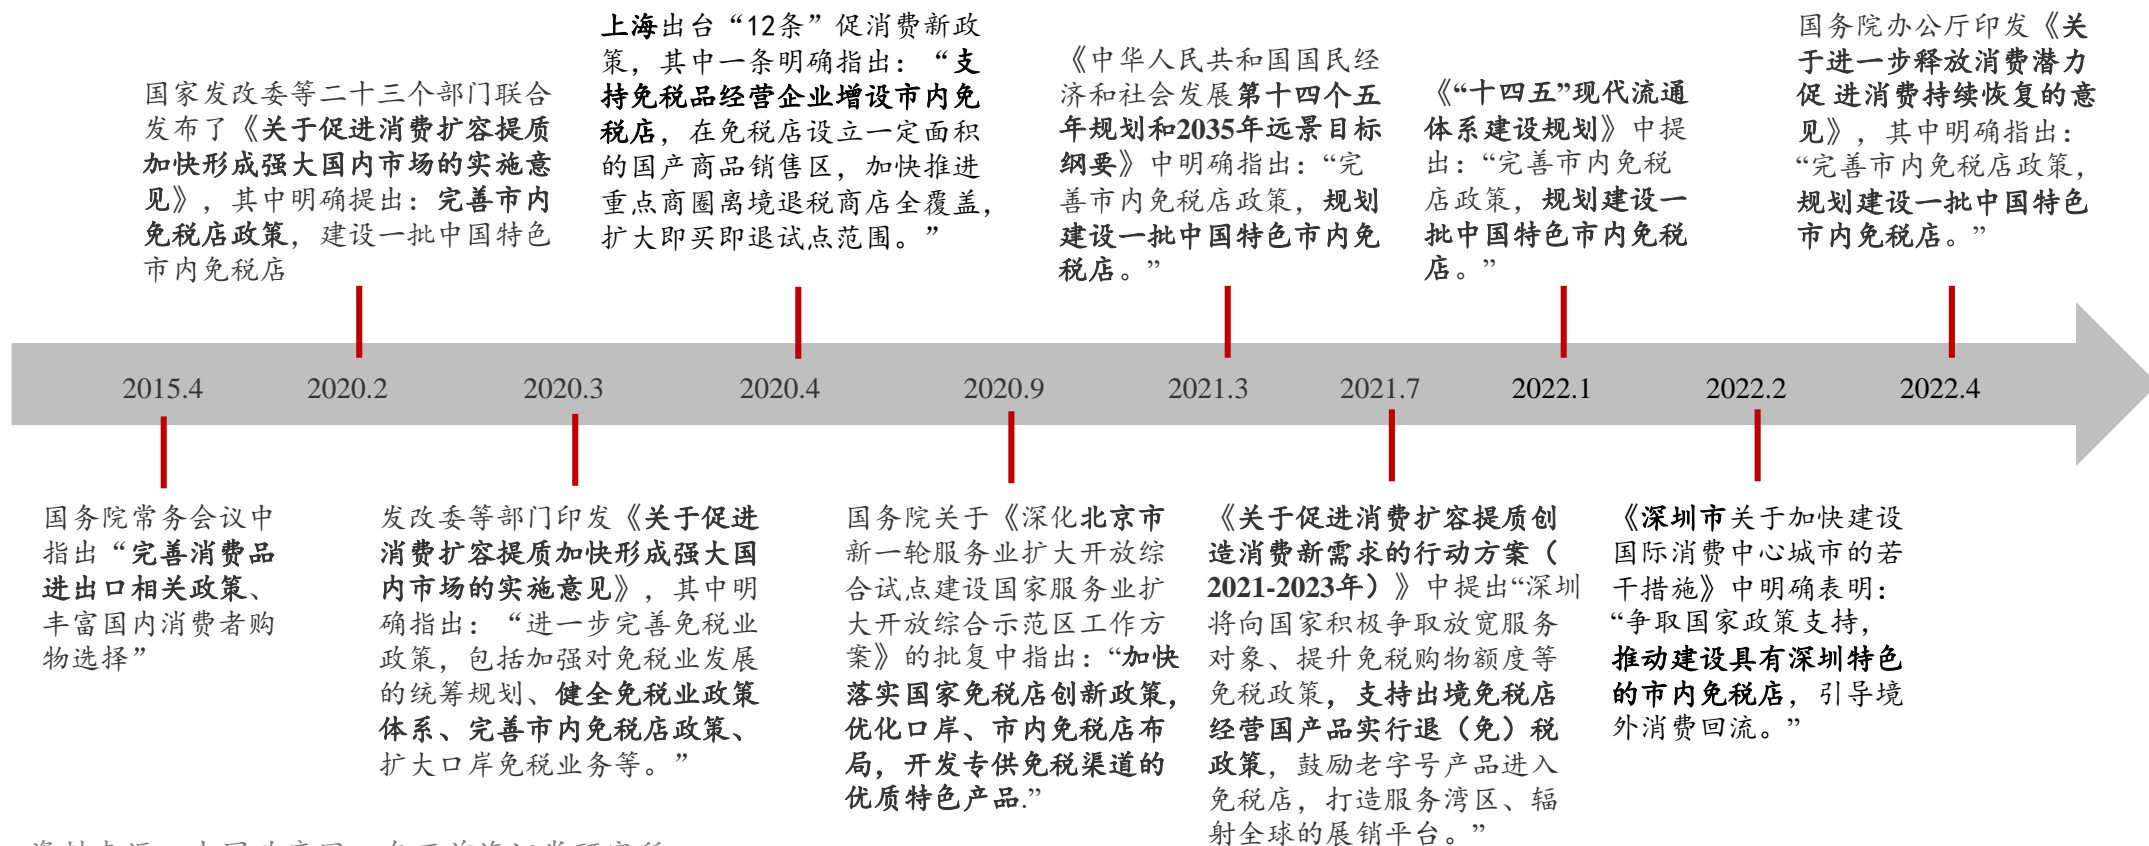 国家发改委等二十三个部门联合
发布了《关于促进消费扩容提质
加快形成强大国内市场的实施意
见》，其中明确提出：完善市内
免税店政策，建设一批中国特色
市内免税店
上海出台“12条”促消费新政
策，其中一条明确指出：“支
持免税品经营企业增设市内免
税店，在免税店设立一定面积
的国产商品销售区，加快推进
重点商圈离境退税商店全覆盖，
扩大即买即退试点范围。”
《中华人民共和国国民经
济和社会发展第十四个五
年规划和2035年远景目标
纲要》中明确指出：“完
善市内免税店政策，规划
建设一批中国特色市内免
税店。”
《“十四五”现代流通
体系建设规划》中提
出：“完善市内免税
店政策，规划建设一
批中国特色市内免税
店。”
国务院办公厅印发《关
于进一步释放消费潜力
促 进消费持续恢复的意
见》，其中明确指出：
“完善市内免税店政策，
规划建设一批中国特色
市内免税店。”
2015.4 2020.2 2020.3 2020.4 2020.9 2021.3 2021.7 2022.1 2022.2 2022.4
国务院常务会议中
指出“完善消费品
进出口相关政策、
丰富国内消费者购
物选择”
发改委等部门印发《关于促进
消费扩容提质加快形成强大国
内市场的实施意见》，其中明
确指出：“进一步完善免税业
政策，包括加强对免税业发展
的统筹规划、健全免税业政策
体系、完善市内免税店政策、
扩大口岸免税业务等。”
国务院关于《深化北京市
新一轮服务业扩大开放综
合试点建设国家服务业扩
大开放综合示范区工作方
案》的批复中指出：“加快
落实国家免税店创新政策，
优化口岸、市内免税店布
局，开发专供免税渠道的
优质特色产品.”
《关于促进消费扩容提质创
造消费新需求的行动方案（
2021-2023年）》中提出“深圳
将向国家积极争取放宽服务
对象、提升免税购物额度等
免税政策，支持出境免税店
经营国产品实行退（免）税
政策，鼓励老字号产品进入
免税店，打造服务湾区、辐
射全球的展销平台。”
《深圳市关于加快建设
国际消费中心城市的若
干措施》中明确表明：
“争取国家政策支持，
推动建设具有深圳特色
的市内免税店，引导境
外消费回流。”